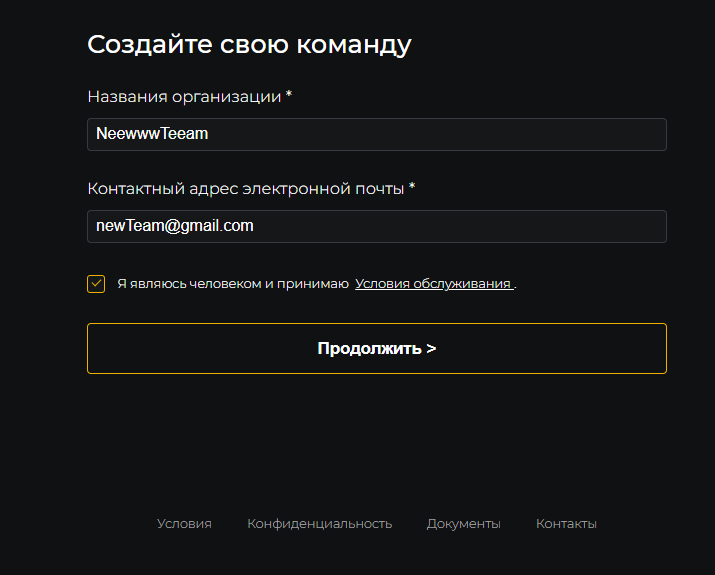 Создайте свою команду
Названия организации *
NeewwwTeeam
Контактный адрес электронной почты *
newTeam@gmail.com
Я являюсь человеком и принимаю Условия обслуживания .
Продолжить >
Условия Конфиденциальность Документы Контакты